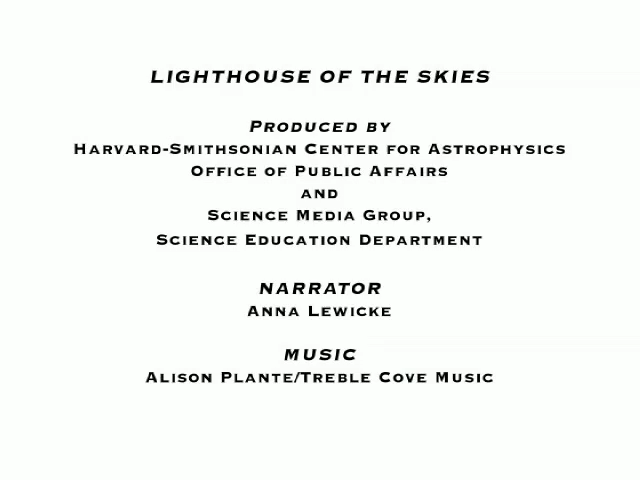 LIGHTHOUSE OF THE SKIES
PRODUCED BY
HARVARD-SMITHSONIAN CENTER FOR ASTROPHYSICS
OFFICE OF PUBLIC AFFAIRS
AND
SCIENCE MEDIA GROUP,
SCIENCE EDUCATION DEPARTMENT
NARRATOR
ANNA LEWICKE
MUSIC
ALISON PLANTE/TREBLE COVE MUSIC